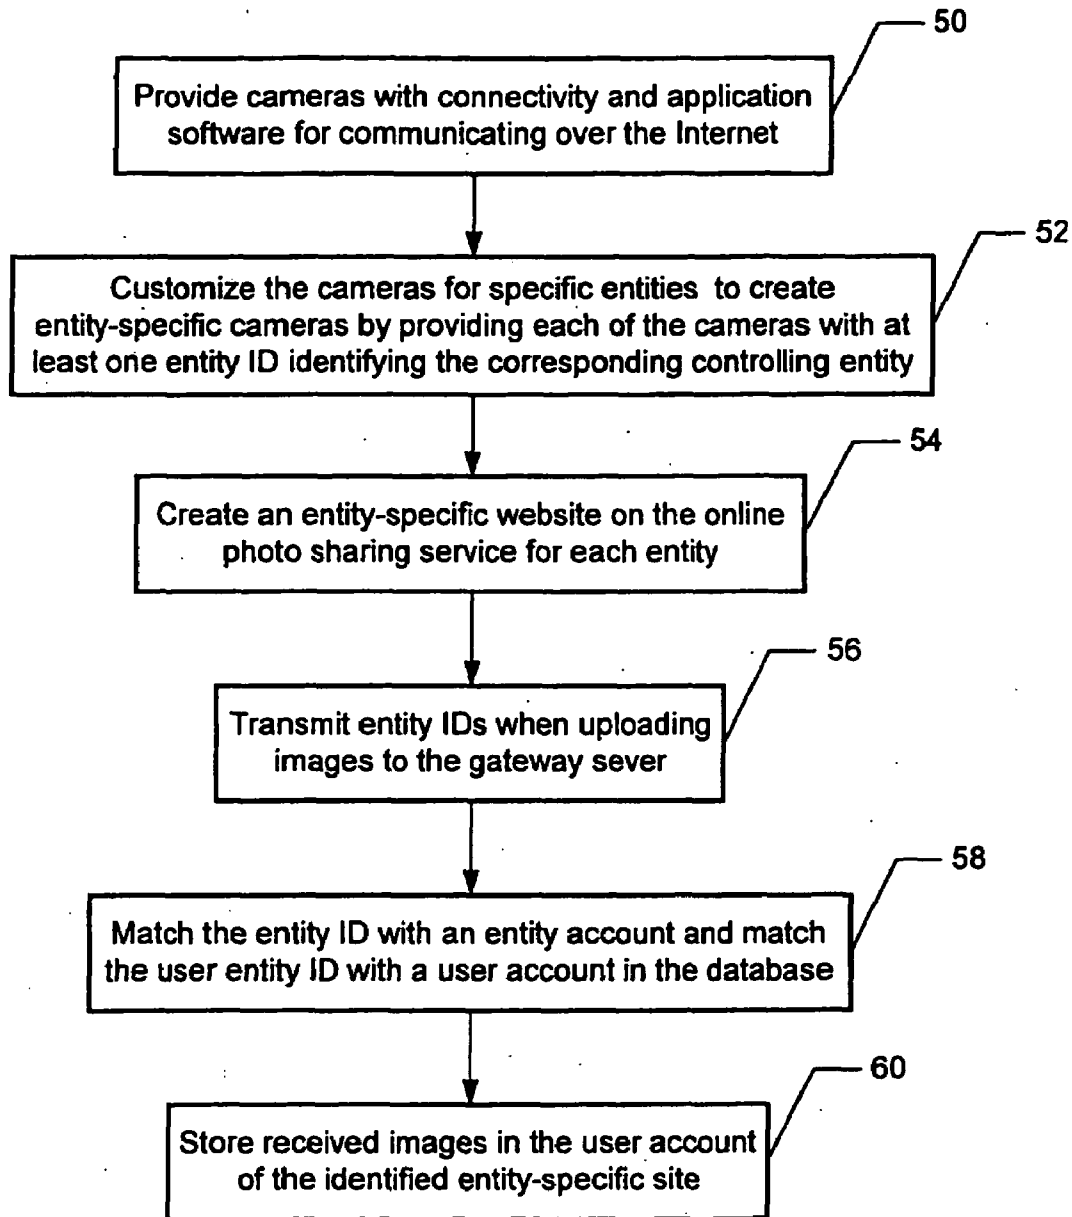 50
Provide cameras with connectivity and application
software for communicating over the Internet
52
Customize the cameras for specific entities to create
entity-specific cameras by providing each of the cameras with at
least one entity ID identifying the corresponding controlling entity
54
Create an entity-specific website on the online
photo sharing service for each entity
56
Transmit entity IDs when uploading
images to the gateway sever
58
Match the entity ID with an entity account and match
the user entity ID with a user account in the database
60
Store received images in the user account
of the identified entity-specific site